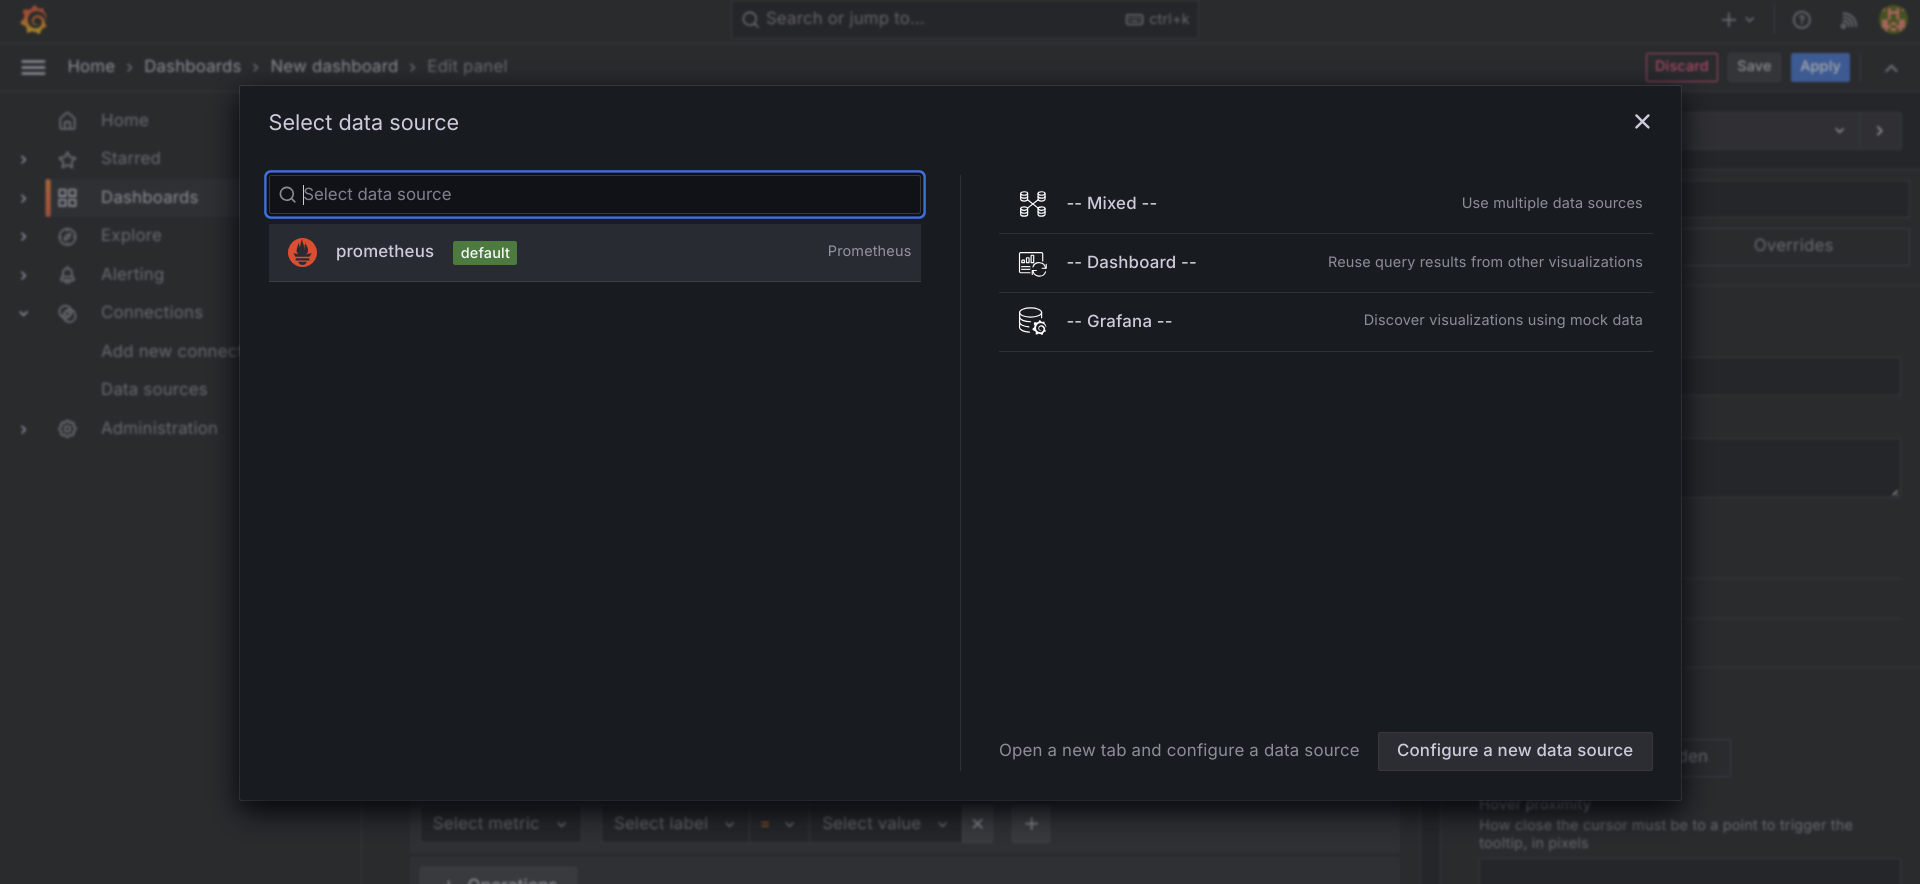 Search or jump to...
ctrl+k
Home › Dashboards › New dashboard › Edit panel
Discard
Save
Apply
Home
Starred
Dashboards
Explore
Alerting
Connections
Add new connect
Data sources
Administration
Select data source
Select data source
prometheus default Prometheus
-- Mixed -- Use multiple data sources
-- Dashboard -- Reuse query results from other visualizations
-- Grafana -- Discover visualizations using mock data
Open a new tab and configure a data source
Configure a new data source
Overrides
Hover proximity
How close the cursor must be to a point to trigger the
tooltip, in pixels
Select metric
Select label
=
Select value
Operations